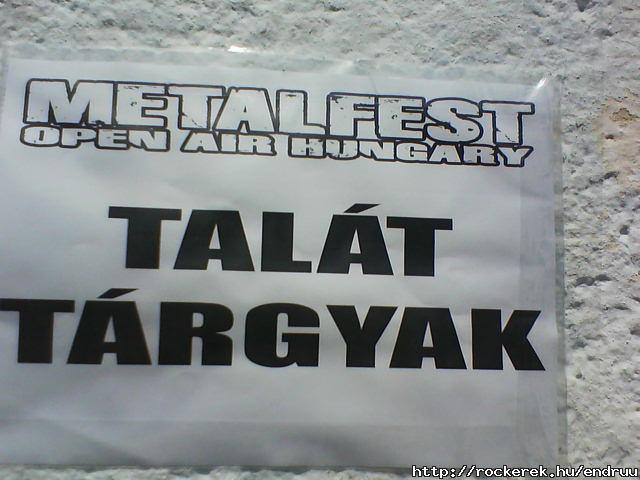 METALFEST
OPEN AIR HUNGARY
TALÁT
TÁRGYAK
http://rockerek.hu/endruu